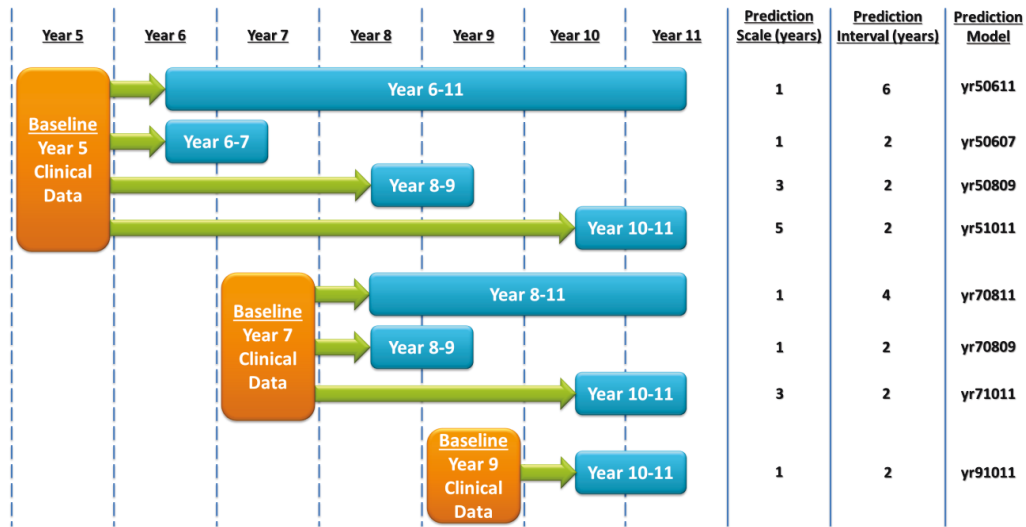 Year 5 Year 6 Year 7 Year 8 Year 9 Year 10 Year 11 Prediction Scale (years) Prediction Interval (years) Prediction Model
Baseline
Year 5
Clinical
Data
Year 6-11 1 6 yr50611
Year 6-7 1 2 yr50607
Year 8-9 3 2 yr50809
Year 10-11 5 2 yr51011
Baseline
Year 7
Clinical
Data
Year 8-11 1 4 yr70811
Year 8-9 1 2 yr70809
Year 10-11 3 2 yr71011
Baseline
Year 9
Clinical
Data
Year 10-11 1 2 yr91011